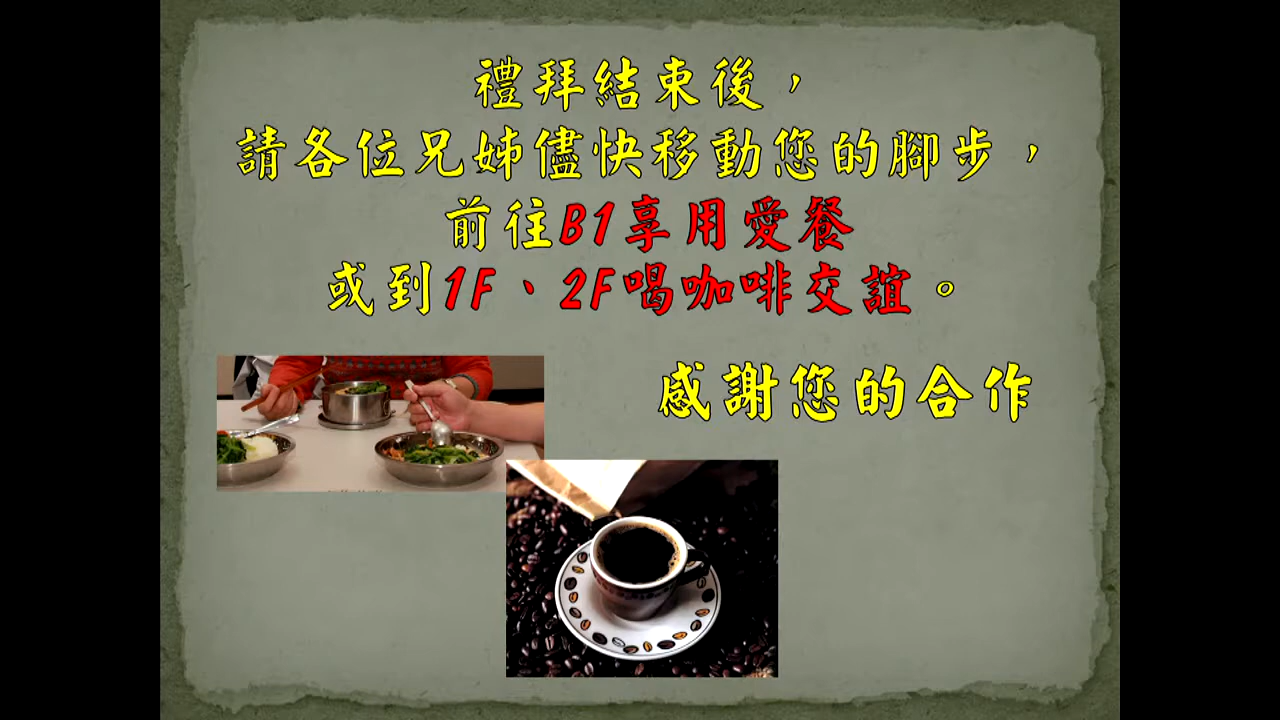 禮拜結束後，
請各位兄姊儘快移動您的腳步，
前往B1享用愛餐
或到1F、2F喝咖啡交誼。
感謝您的合作